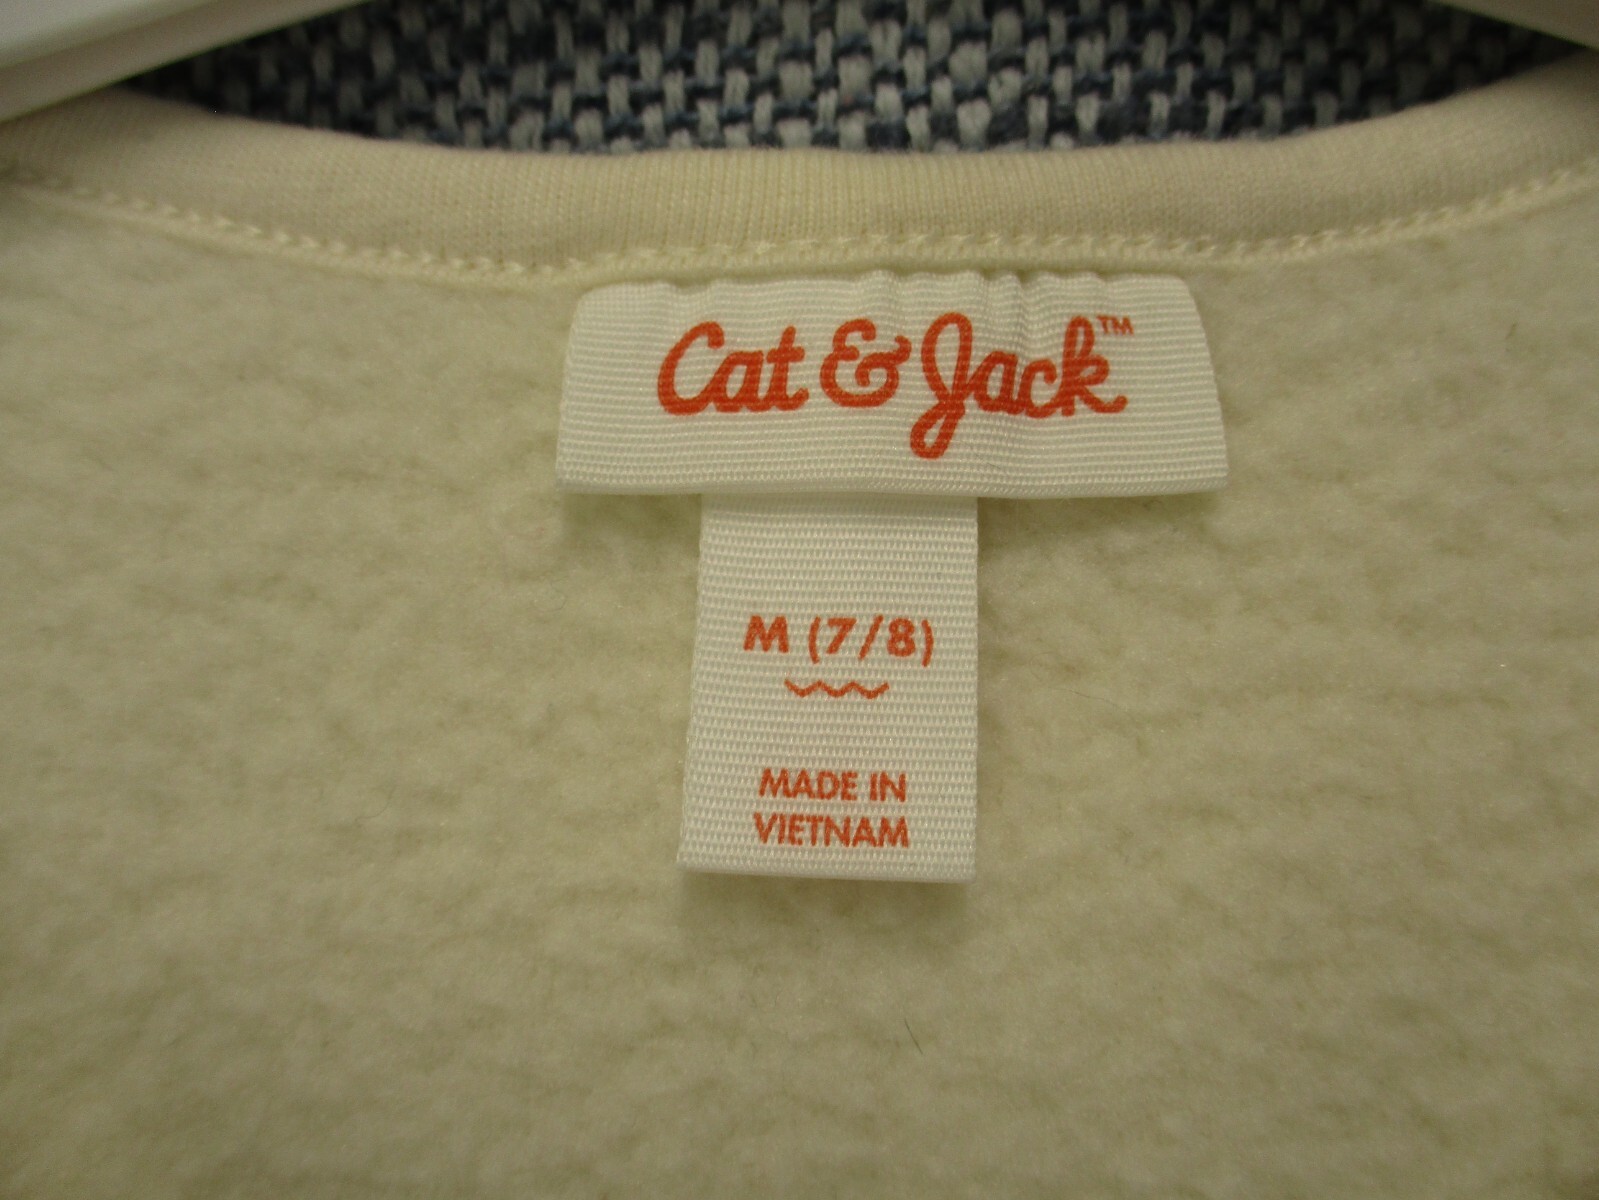 Cat & Jack™
M (7/8)
MADE IN
VIETNAM